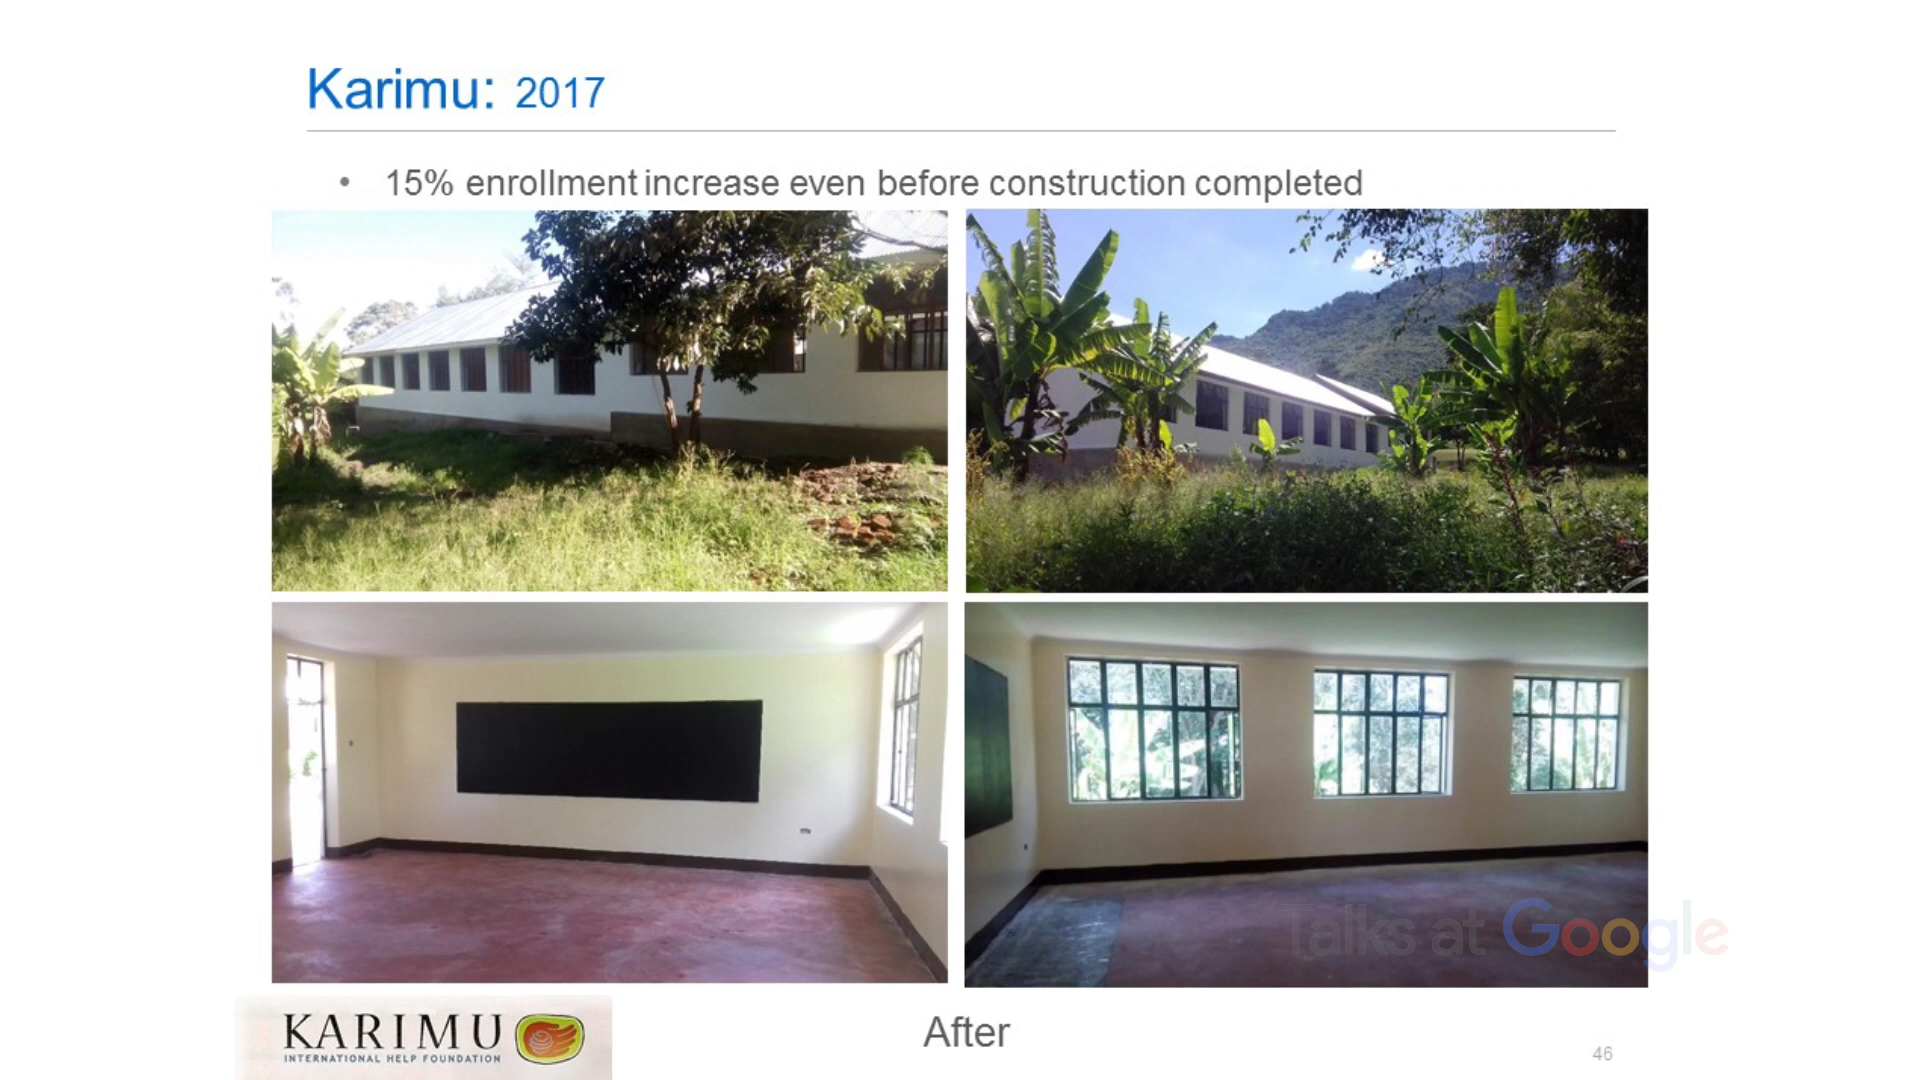 Karimu: 2017
• 15% enrollment increase even before construction completed
Talks at Google
KARIMU
INTERNATIONAL HELP FOUNDATION
After
46